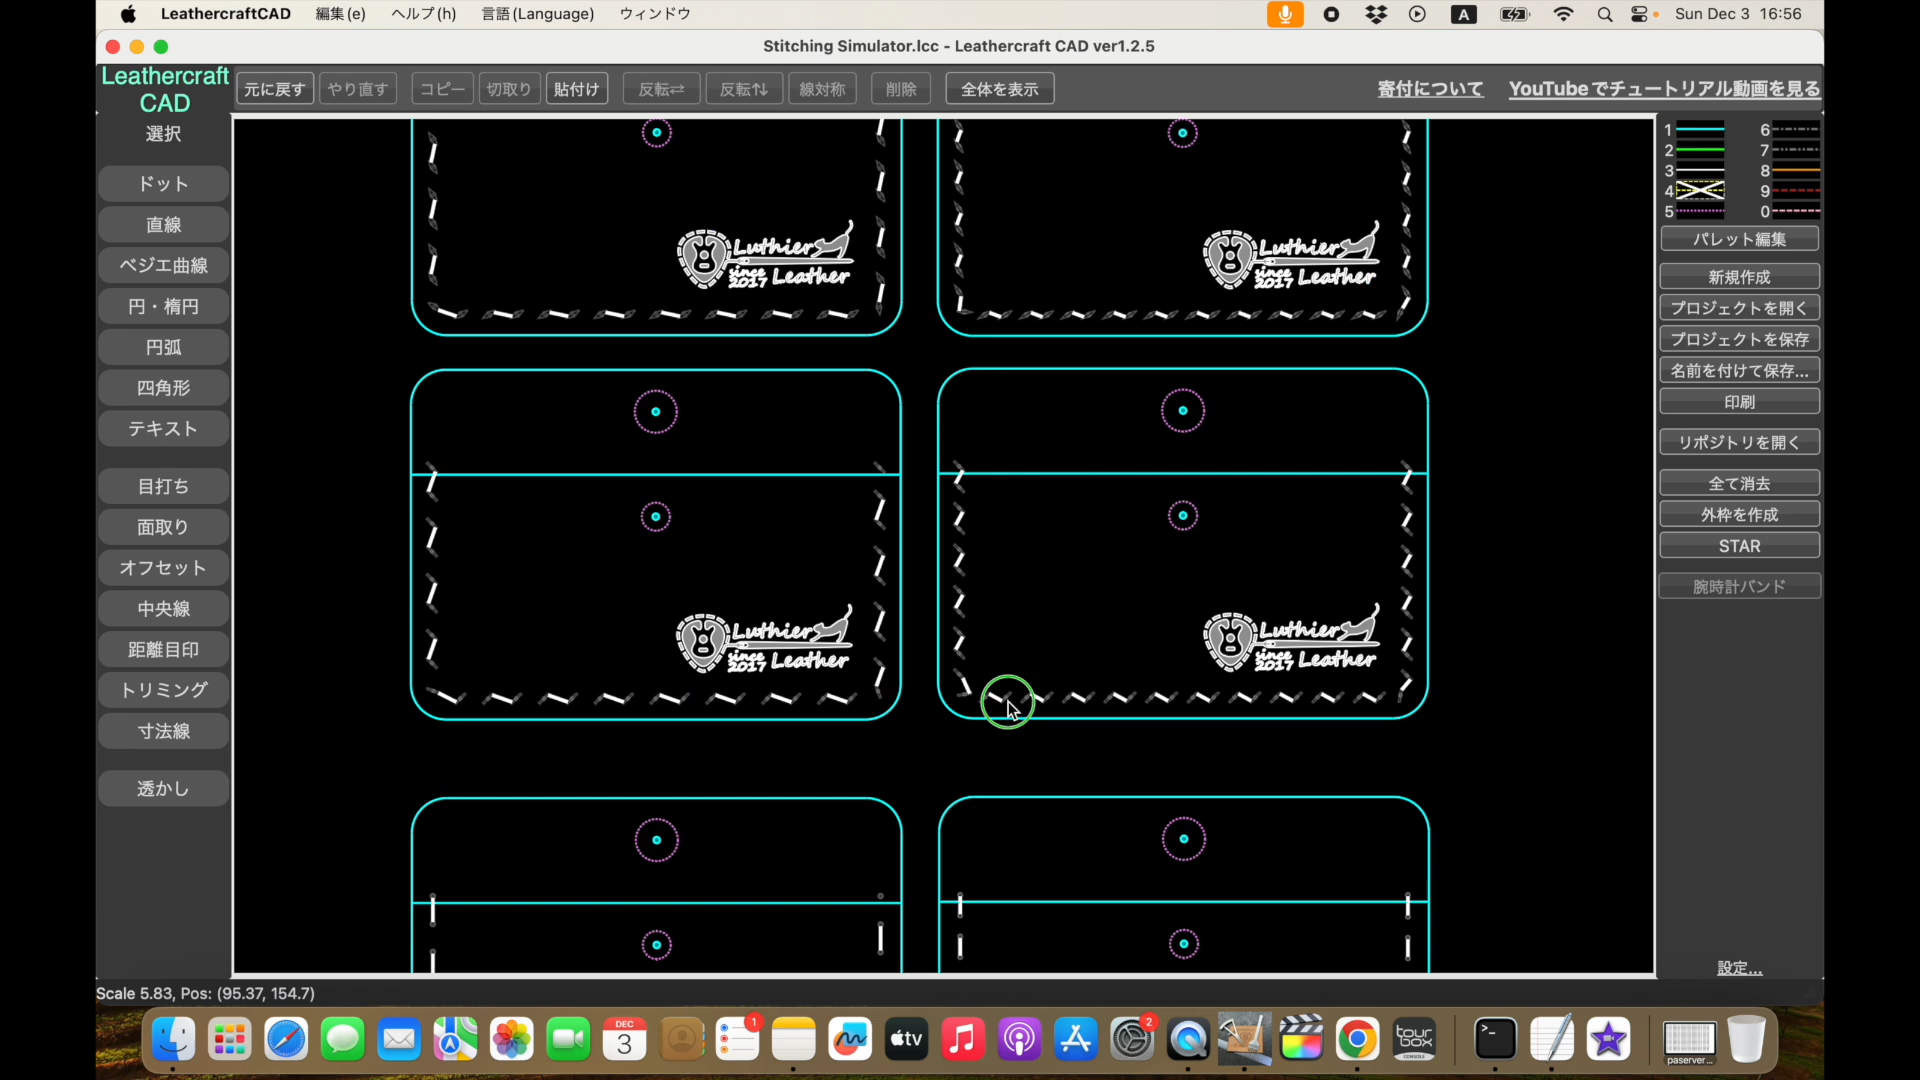 LeathercraftCAD 編集(e) ヘルプ(h) 言語(Language) ウィンドウ A Sun Dec 3 16:56
Stitching Simulator.lcc - Leathercraft CAD ver1.2.5
Leathercraft
CAD
元に戻す やり直す コピー 切取り 貼付け 反転⇄ 反転⇅ 線対称 削除 全体を表示 寄付について YouTubeでチュートリアル動画を見る
選択
ドット
直線
ベジエ曲線
円・楕円
円弧
四角形
テキスト
目打ち
面取り
オフセット
中央線
距離目印
トリミング
寸法線
透かし
Luthier
since
2017 Leather
Luthier
since
2017 Leather
Luthier
since
2017 Leather
Luthier
since
2017 Leather
1 6
2 7
3 8
4 9
5 0
パレット編集
新規作成
プロジェクトを開く
プロジェクトを保存
名前を付けて保存...
印刷
リポジトリを開く
全て消去
外枠を作成
STAR
腕時計バンド
設定...
Scale 5.83, Pos: (95.37, 154.7)
DEC
3
1
tv
2
tour
box
CONSOLE
>_
paserver...